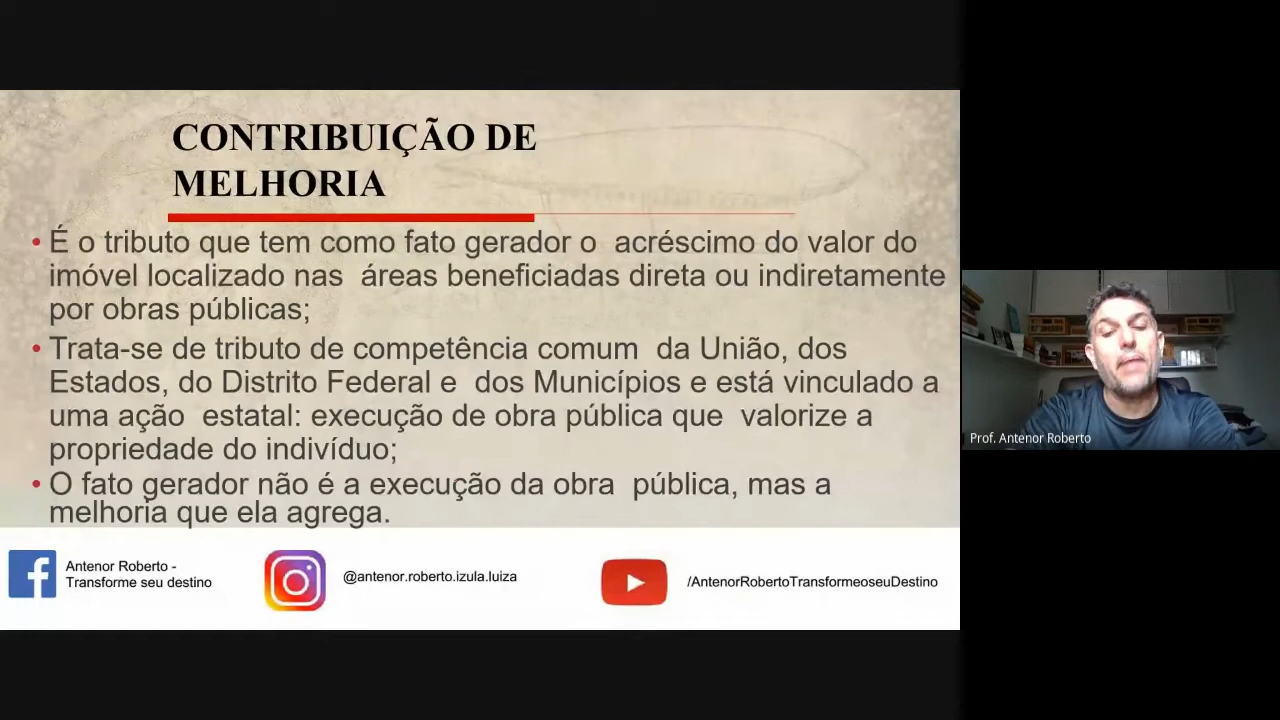 CONTRIBUIÇÃO DE
MELHORIA
• É o tributo que tem como fato gerador o acréscimo do valor do
imóvel localizado nas áreas beneficiadas direta ou indiretamente
por obras públicas;
• Trata-se de tributo de competência comum da União, dos
Estados, do Distrito Federal e dos Municípios e está vinculado a
uma ação estatal: execução de obra pública que valorize a
propriedade do indivíduo;
• O fato gerador não é a execução da obra pública, mas a
melhoria que ela agrega.
Antenor Roberto -
Transforme seu destino
@antenor.roberto.izula.luiza
/AntenorRobertoTransformeoseuDestino
Prof. Antenor Roberto